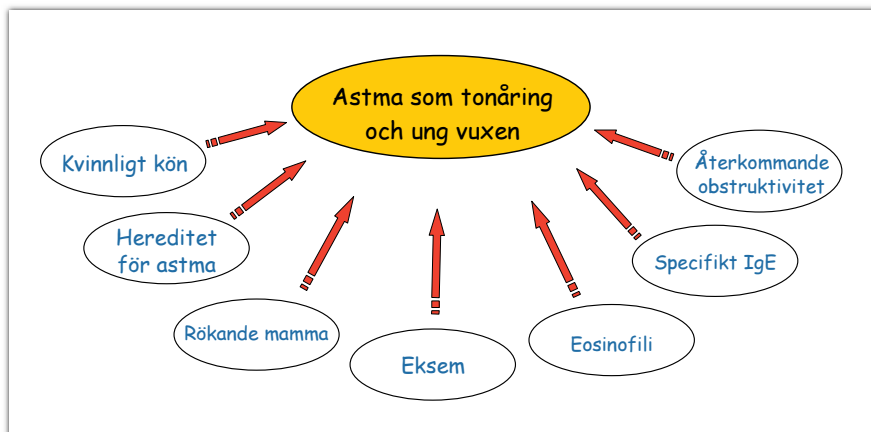 Astma som tonåring
och ung vuxen
Kvinnligt kön
Hereditet
för astma
Rökande mamma
Eksem
Eosinofili
Specifikt IgE
Återkommande
obstruktivitet